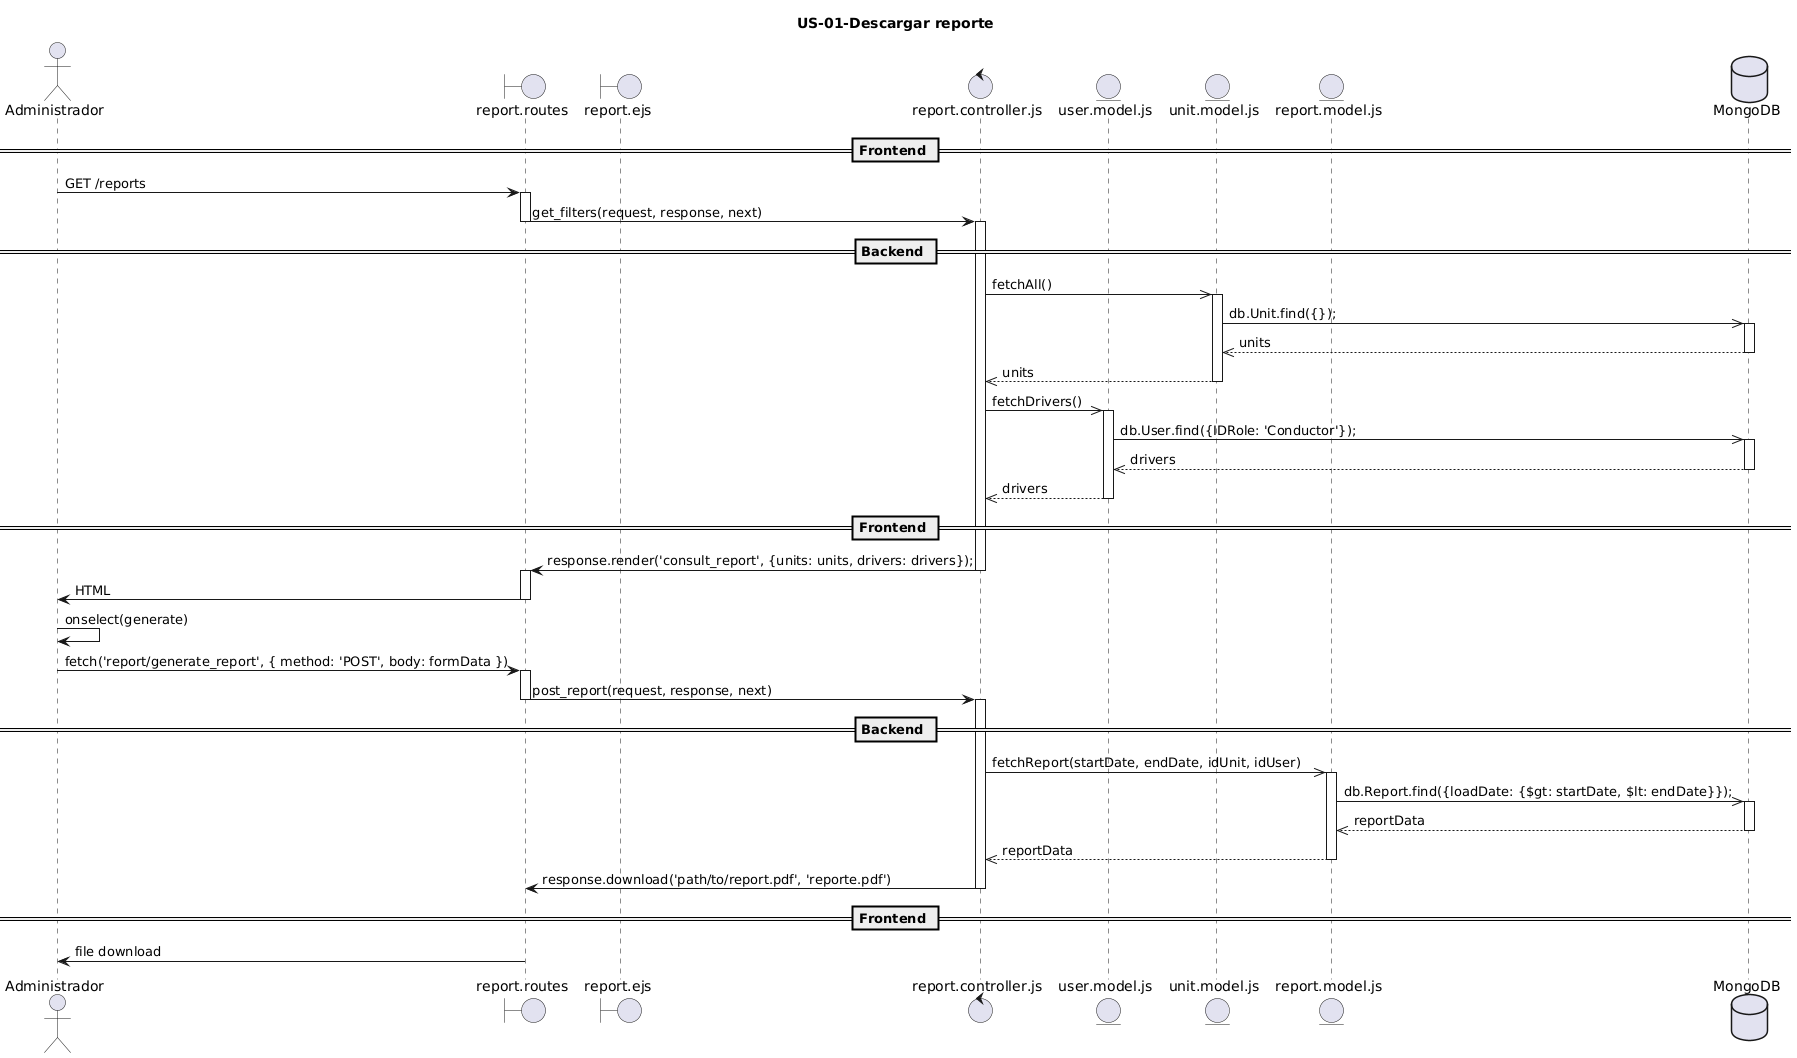 US-01-Descargar reporte
Administrador
report.routes
report.ejs
report.controller.js
user.model.js
unit.model.js
report.model.js
MongoDB
Frontend
GET /reports
get_filters(request, response, next)
Backend
fetchAll()
db.Unit.find({});
units
units
fetchDrivers()
db.User.find({IDRole: 'Conductor'});
drivers
drivers
Frontend
response.render('consult_report', {units: units, drivers: drivers});
HTML
onselect(generate)
fetch('report/generate_report', { method: 'POST', body: formData })
post_report(request, response, next)
Backend
fetchReport(startDate, endDate, idUnit, idUser)
db.Report.find({loadDate: {$gt: startDate, $lt: endDate}});
reportData
reportData
response.download('path/to/report.pdf', 'reporte.pdf')
Frontend
file download
Administrador
report.routes
report.ejs
report.controller.js
user.model.js
unit.model.js
report.model.js
MongoDB